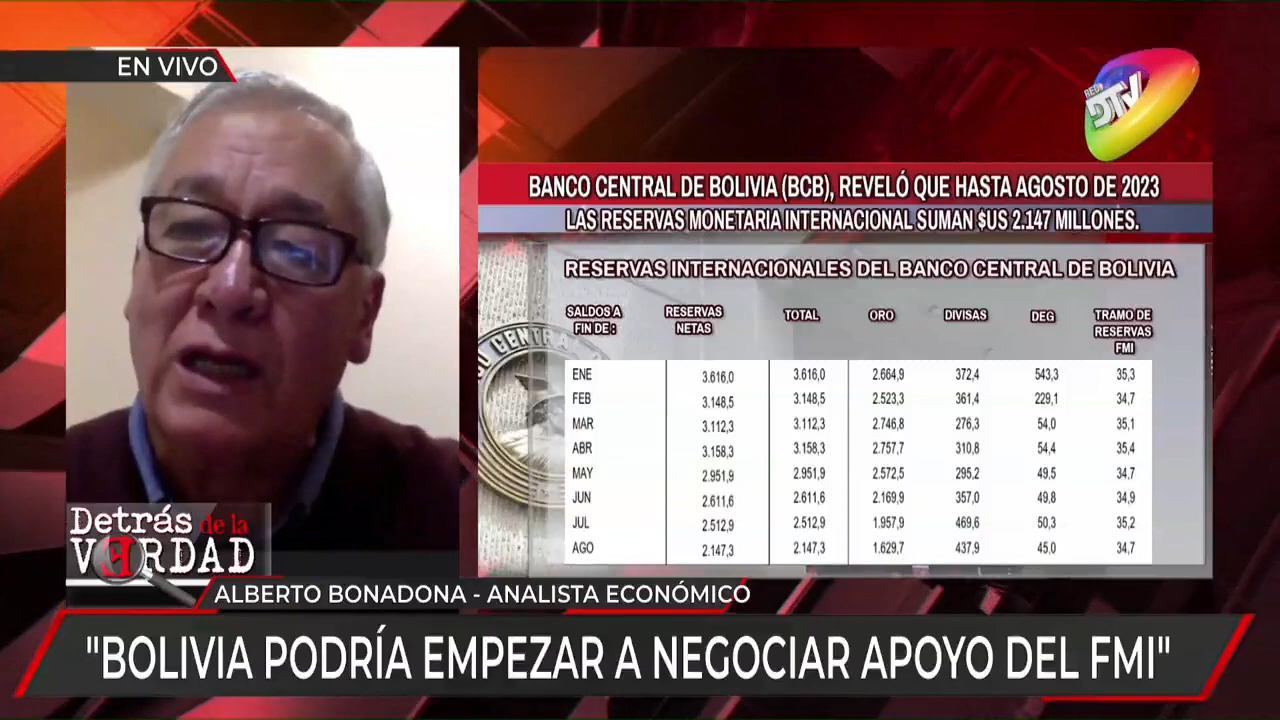 EN VIVO
RED
DTV
BANCO CENTRAL DE BOLIVIA (BCB), REVELÓ QUE HASTA AGOSTO DE 2023
LAS RESERVAS MONETARIA INTERNACIONAL SUMAN $US 2.147 MILLONES.
RESERVAS INTERNACIONALES DEL BANCO CENTRAL DE BOLIVIA
SALDOS A FIN DE : RESERVAS NETAS TOTAL ORO DIVISAS DEG TRAMO DE RESERVAS FMI
ENE 3.616,0 3.616,0 2.664,9 372,4 543,3 35,3
FEB 3.148,5 3.148,5 2.523,3 361,4 229,1 34,7
MAR 3.112,3 3.112,3 2.746,8 276,3 54,0 35,1
ABR 3.158,3 3.158,3 2.757,7 310,8 54,4 35,4
MAY 2.951,9 2.951,9 2.572,5 295,2 49,5 34,7
JUN 2.611,6 2.611,6 2.169,9 357,0 49,8 34,9
JUL 2.512,9 2.512,9 1.957,9 469,6 50,3 35,2
AGO 2.147,3 2.147,3 1.629,7 437,9 45,0 34,7
Detrás de la
VERDAD
ALBERTO BONADONA - ANALISTA ECONÓMICO
"BOLIVIA PODRÍA EMPEZAR A NEGOCIAR APOYO DEL FMI"